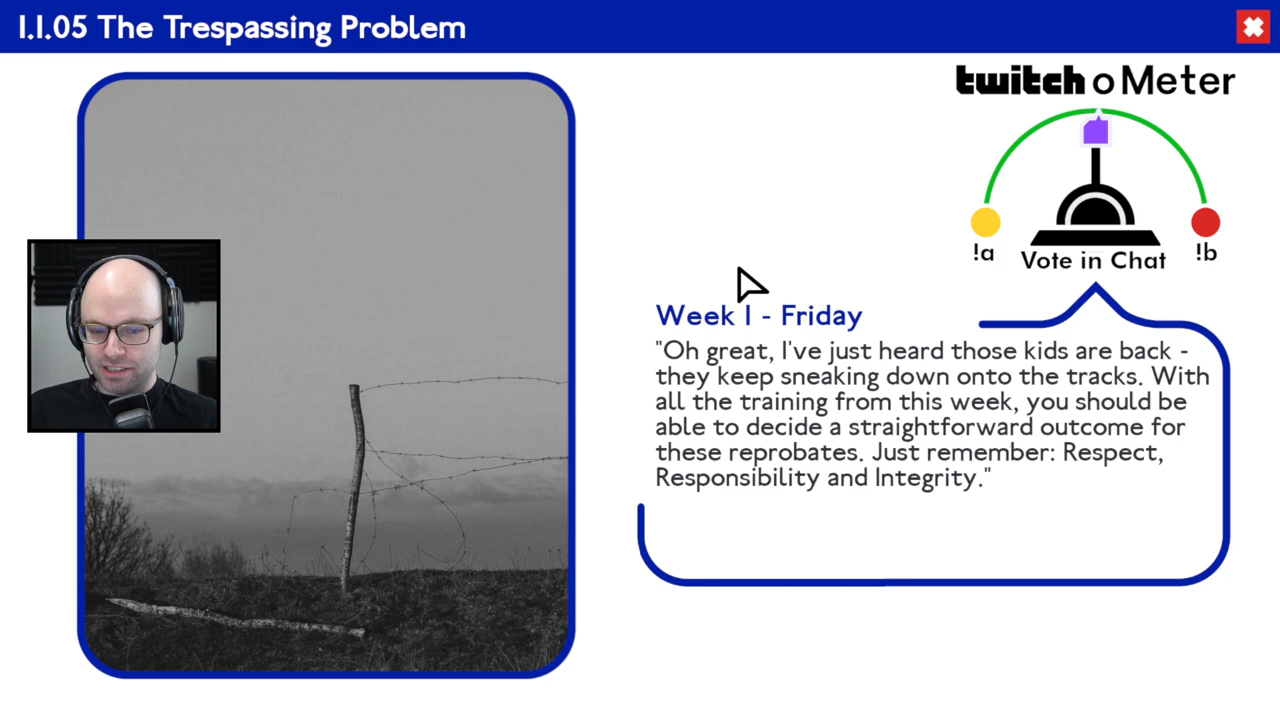 1.1.05 The Trespassing Problem
twitch o Meter
!a
Vote in Chat
!b
Week 1 - Friday
"Oh great, I've just heard those kids are back -
they keep sneaking down onto the tracks. With
all the training from this week, you should be
able to decide a straightforward outcome for
these reprobates. Just remember: Respect,
Responsibility and Integrity."